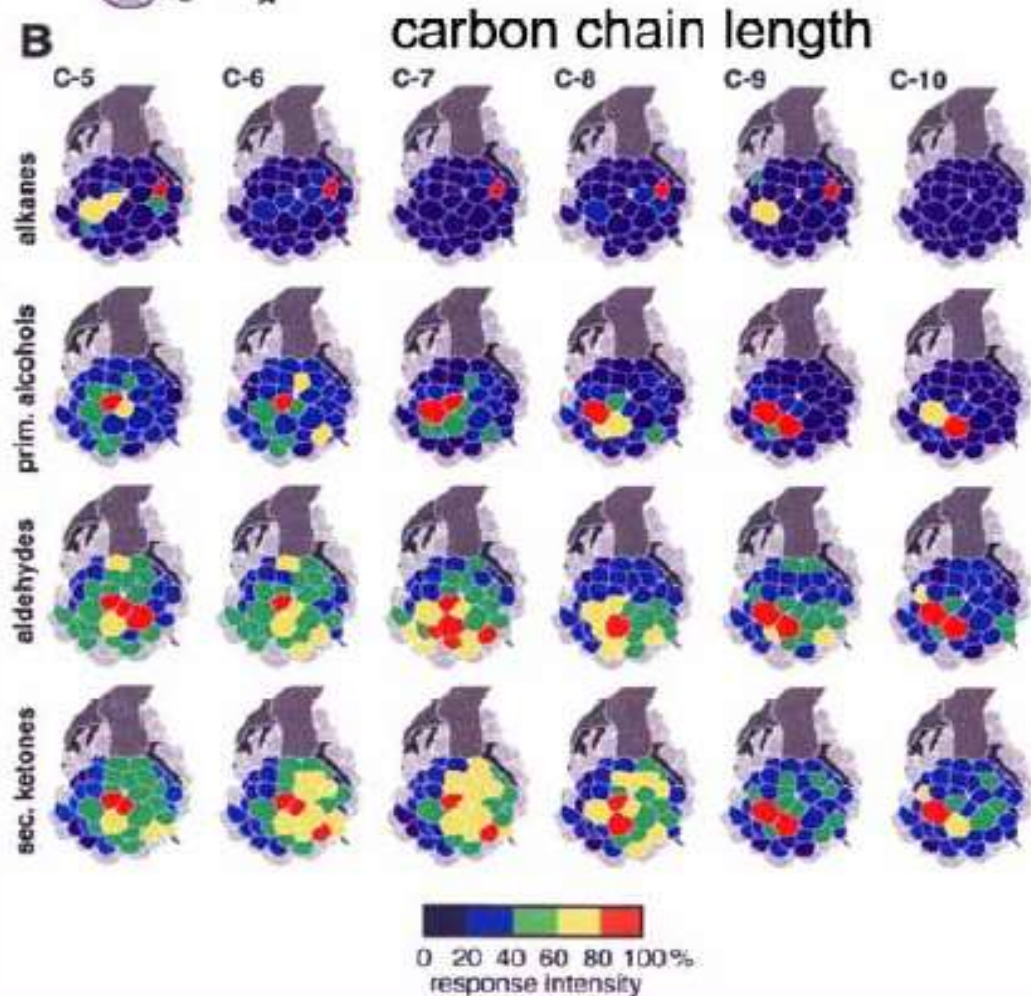 B
carbon chain length
C-5 C-6 C-7 C-8 C-9 C-10
alkanes
prim. alcohols
aldehydes
sec. ketones
0 20 40 60 80 100%
response intensity